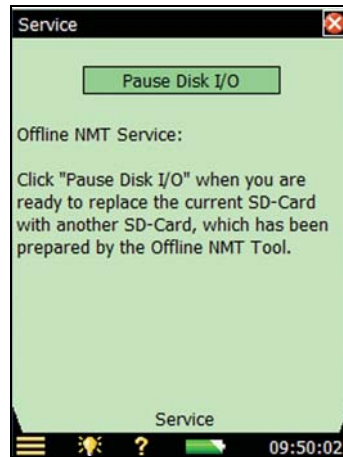 Service
Pause Disk I/O
Offline NMT Service:
Click "Pause Disk I/O" when you are
ready to replace the current SD-Card
with another SD-Card, which has been
prepared by the Offline NMT Tool.
Service
? 09:50:02